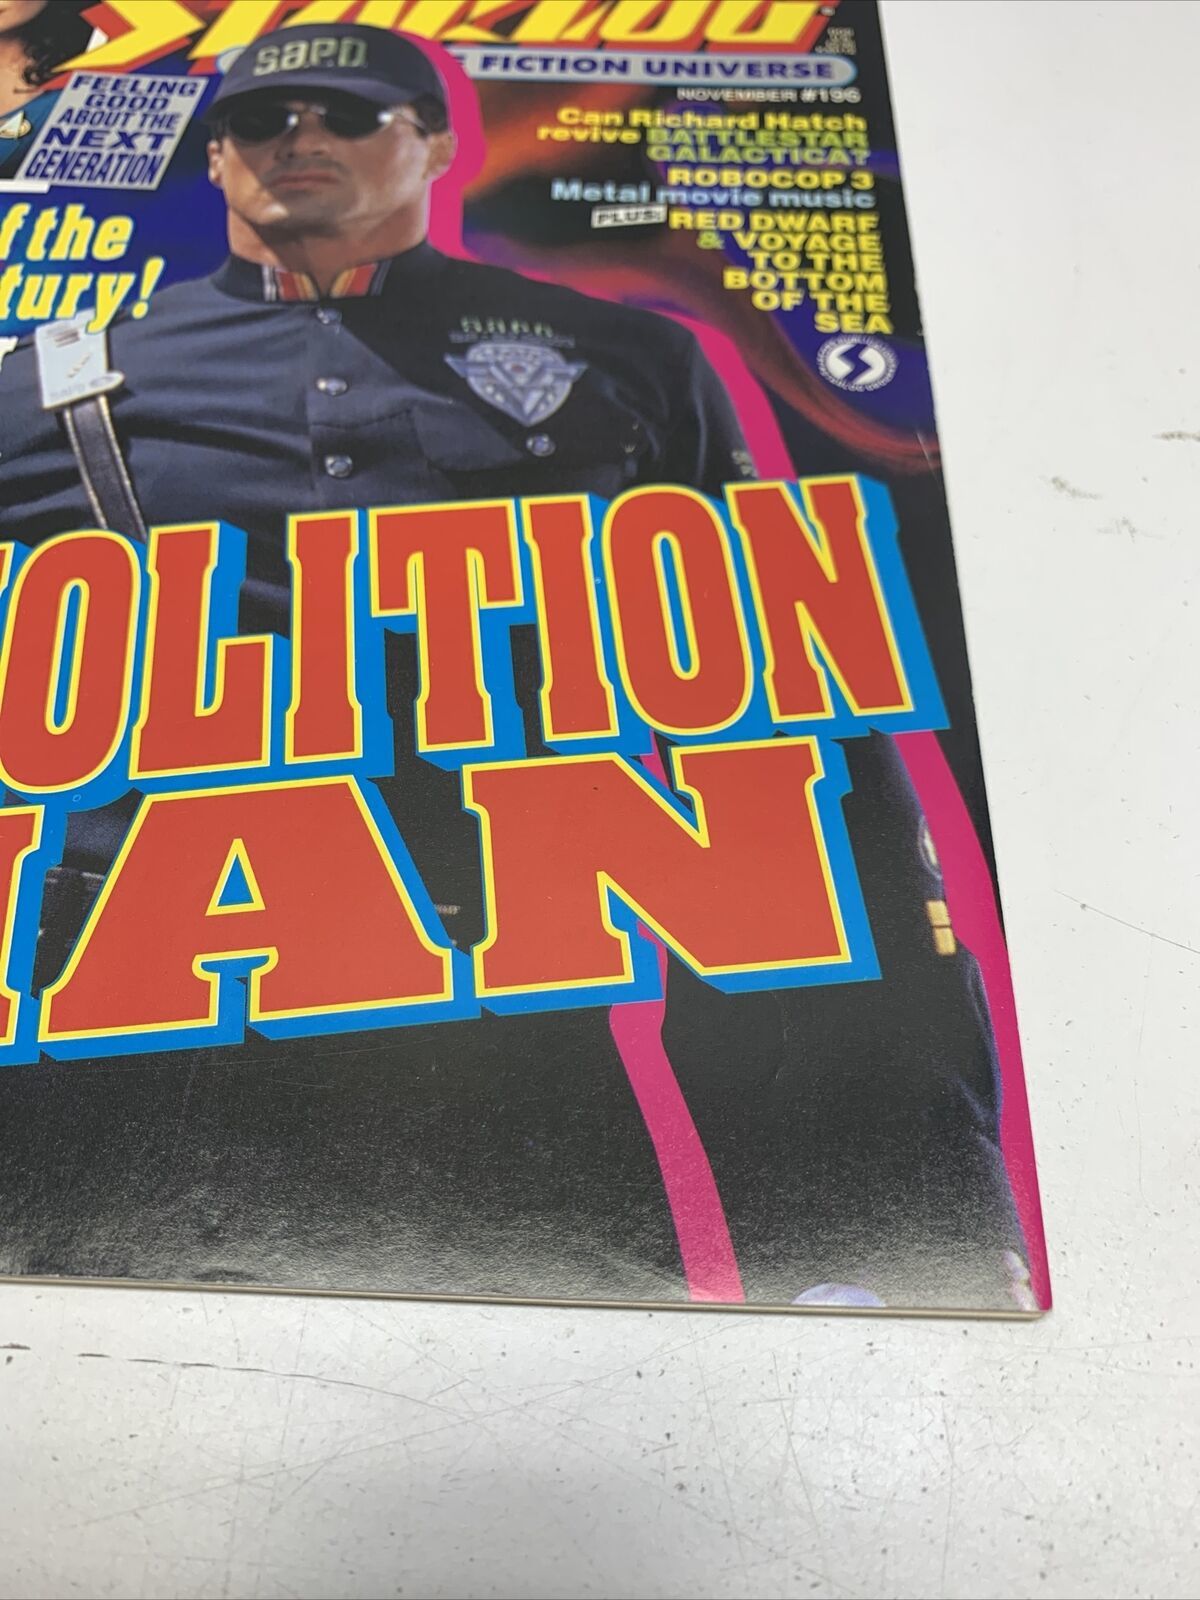 STARLOG
E FICTION UNIVERSE
NOVEMBER #196
S.A.P.D.
FEELING
GOOD
ABOUT THE
NEXT
GENERATION
Can Richard Hatch
revive BATTLESTAR
GALACTICA?
ROBOCOP 3
Metal movie music
PLUS: RED DWARF
& VOYAGE
TO THE
BOTTOM
OF THE
SEA
f the
tury!
OLITION
AN